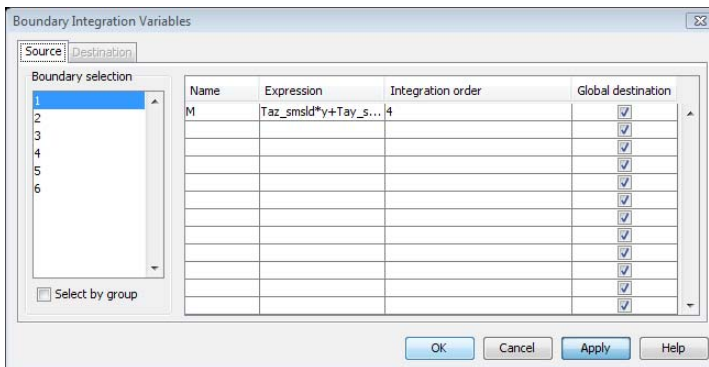 Boundary Integration Variables
Source Destination
Boundary selection
1
2
3
4
5
6
Select by group
Name Expression Integration order Global destination
M Taz_smsld*y+Tay_s... 4
OK Cancel Apply Help